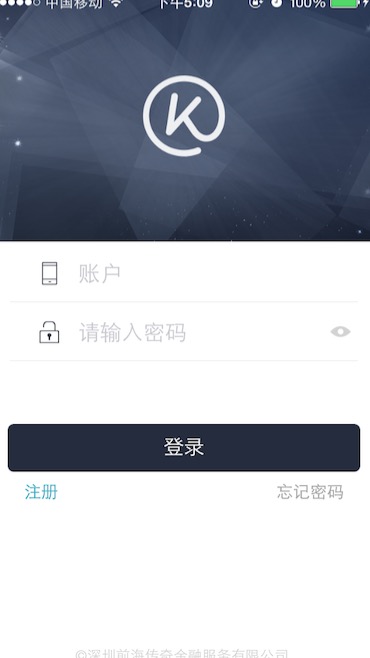 中国移动 下午5:09 100%
K
账户
请输入密码
登录
注册 忘记密码
©深圳前海传奇金融服务有限公司